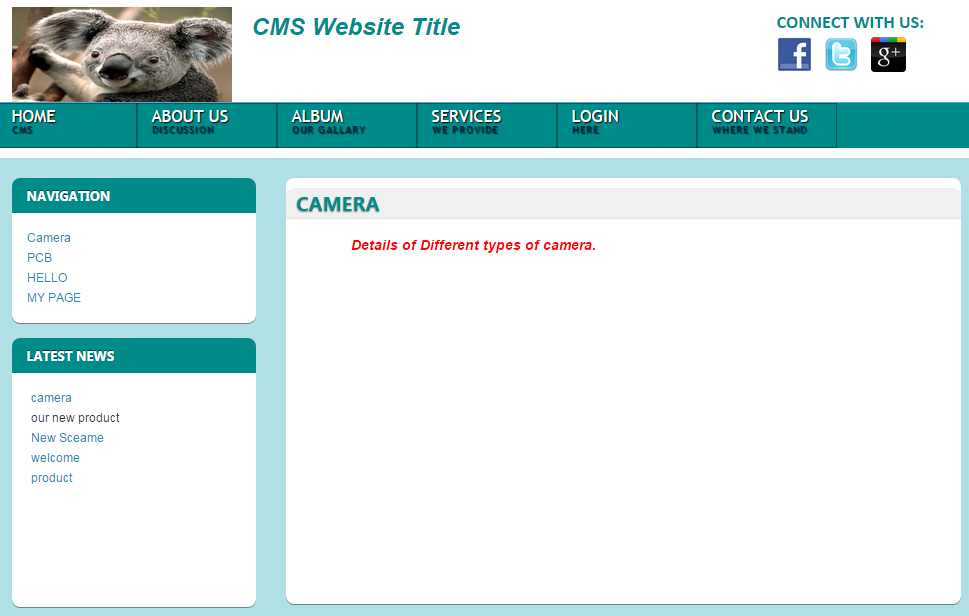 CMS Website Title
CONNECT WITH US:
f t g+
HOME ABOUT US ALBUM SERVICES LOGIN CONTACT US
CMS DISCUSSION OUR GALLARY WE PROVIDE HERE WHERE WE STAND
NAVIGATION
Camera
PCB
HELLO
MY PAGE
LATEST NEWS
camera
our new product
New Sceame
welcome
product
CAMERA
Details of Different types of camera.